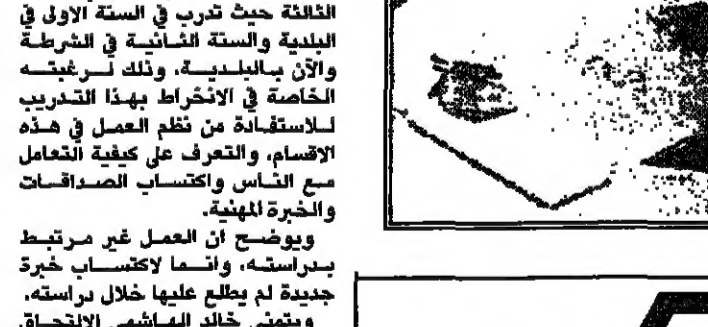 الثالثة حيث تدرب في السنة الاولى في
البلدية والسنة الثانية في الشرطة
والآن بالبلدية، وذلك لرغبته
الخاصة في الانخراط بهذا التدريب
للاستفادة من نظم العمل في هذه
الاقسام، والتعرف على كيفية التعامل
مع الناس واكتساب الصداقات
والخبرة المهنية.
ويوضح ان العمل غير مرتبط
بدراسته، وانما لاكتساب خبرة
جديدة لم يطلع عليها خلال دراسته.
ويتمنى خالد الهاشمي الالتحاق